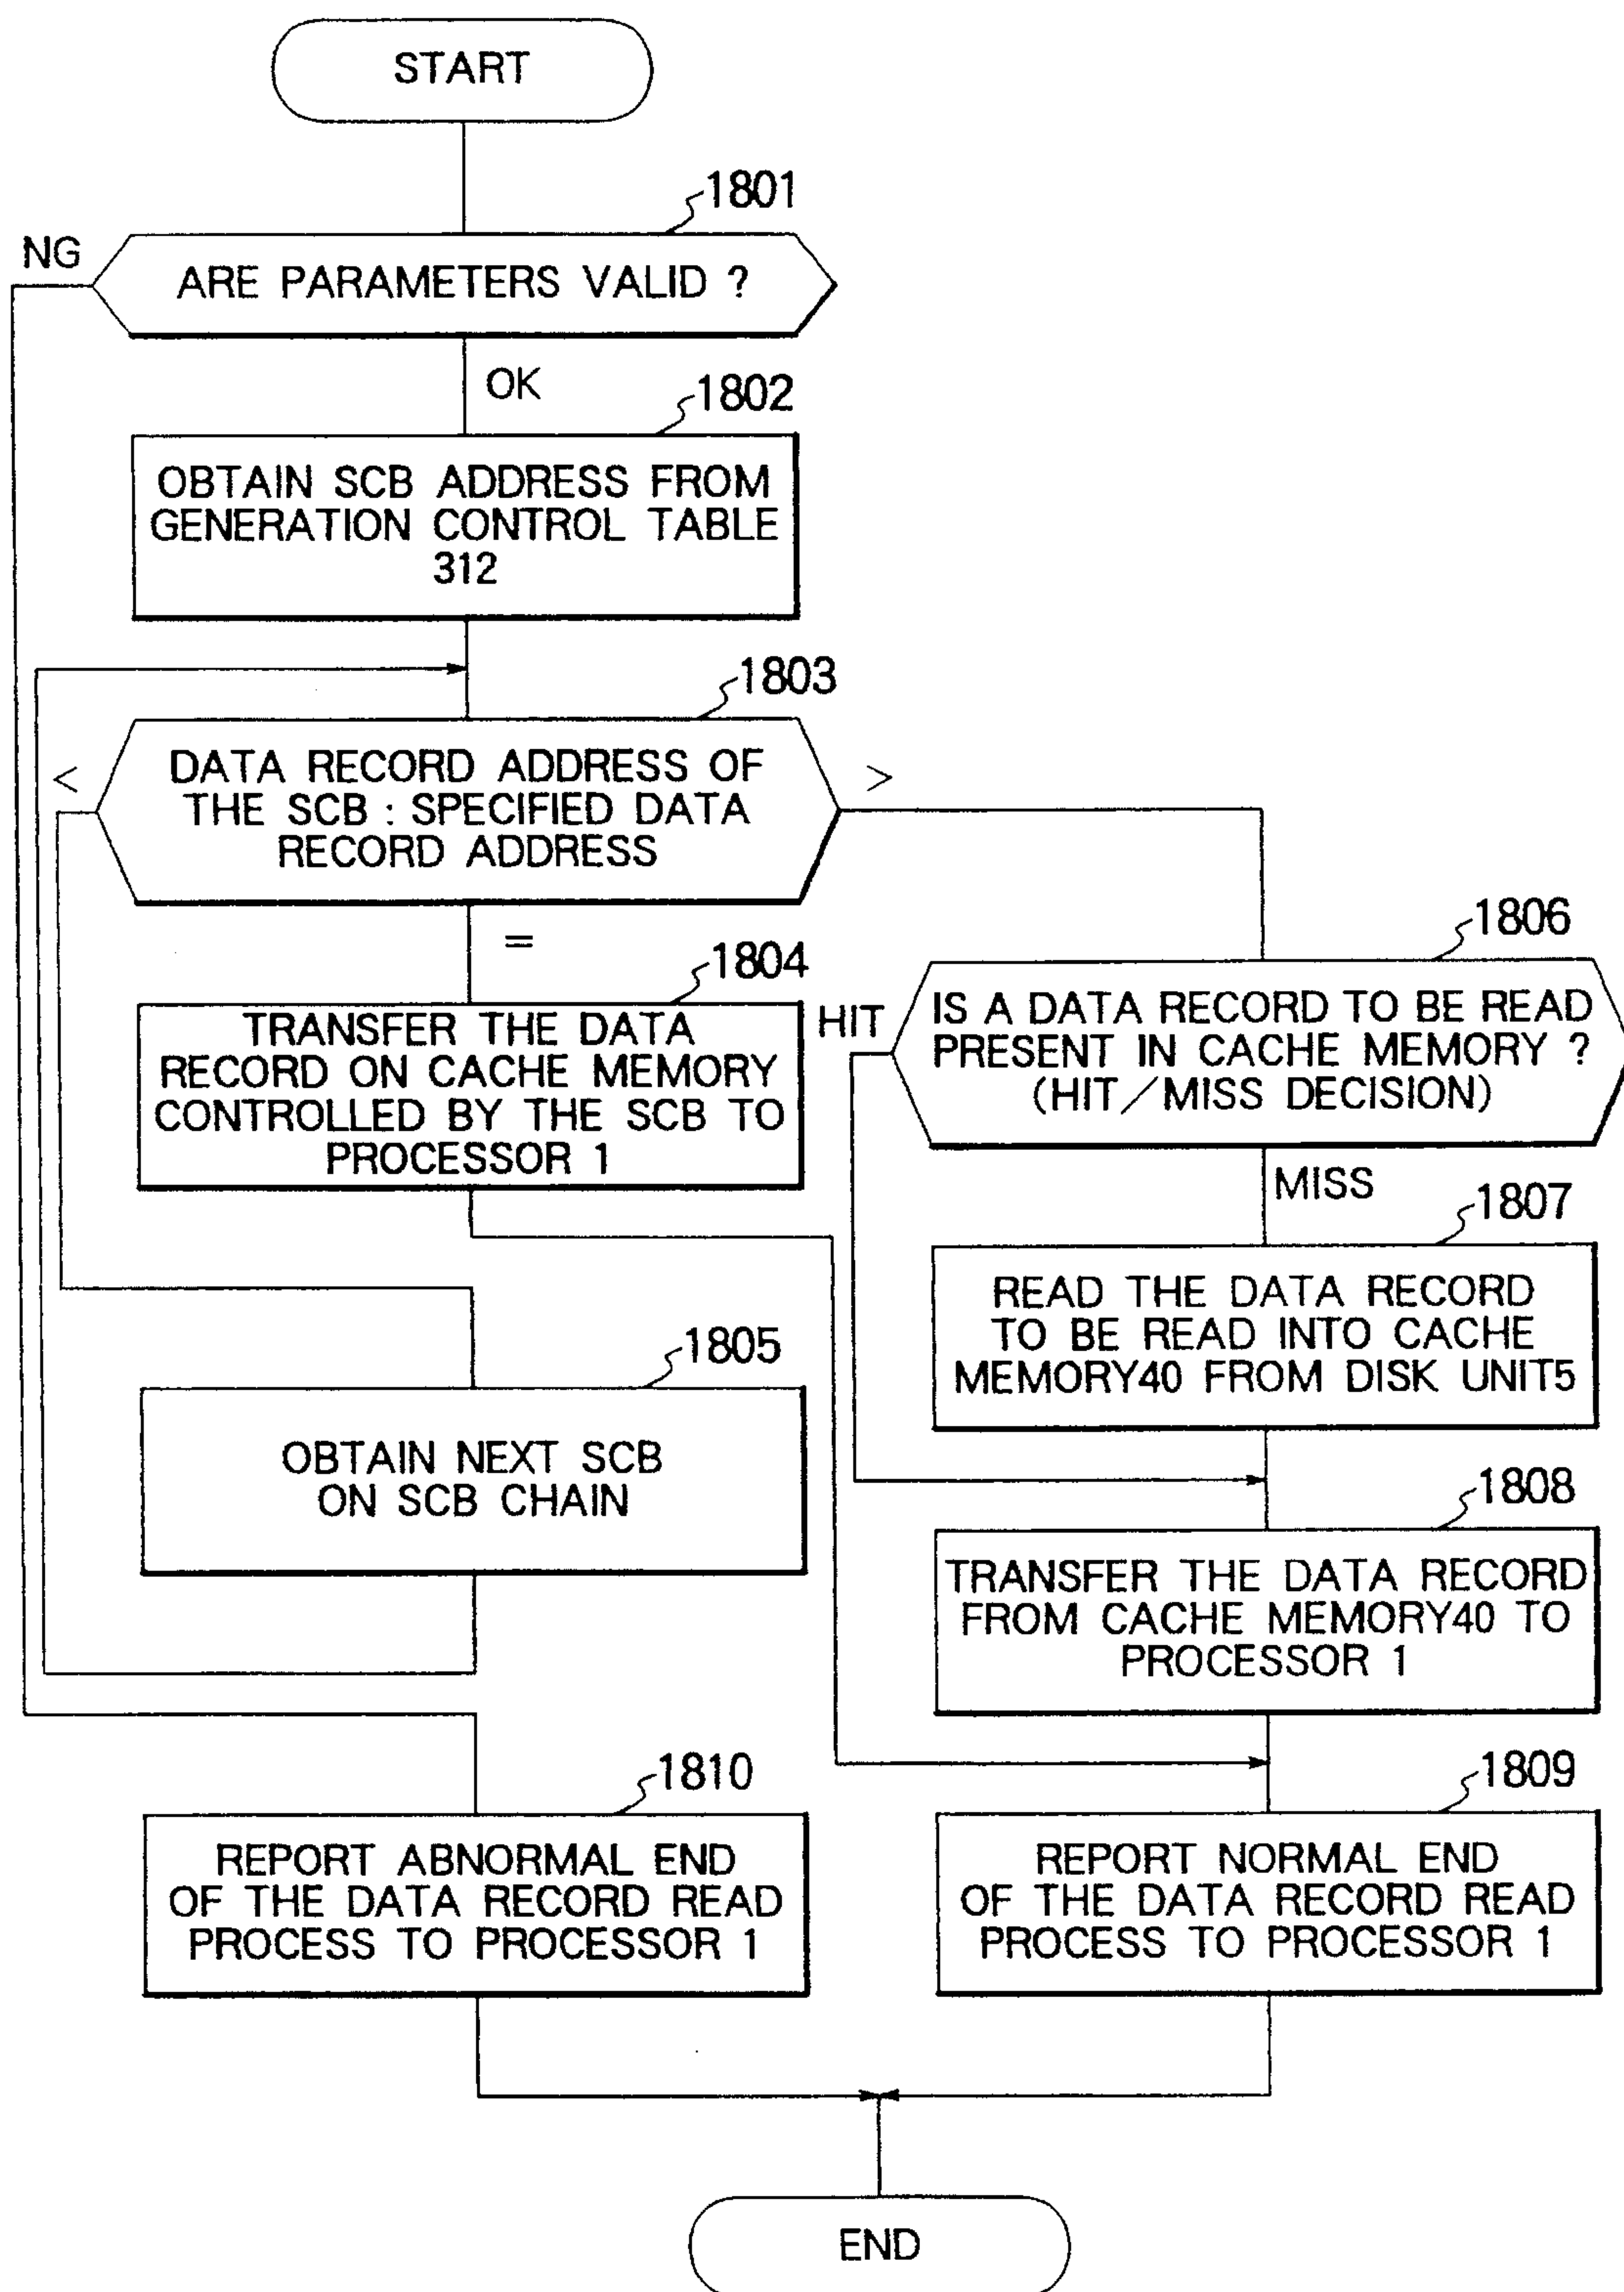 START
1801
NG
ARE PARAMETERS VALID ?
OK
1802
OBTAIN SCB ADDRESS FROM
GENERATION CONTROL TABLE
312
1803
<
DATA RECORD ADDRESS OF
THE SCB : SPECIFIED DATA
RECORD ADDRESS
>
=
1804
TRANSFER THE DATA
RECORD ON CACHE MEMORY
CONTROLLED BY THE SCB TO
PROCESSOR 1
1806
HIT
IS A DATA RECORD TO BE READ
PRESENT IN CACHE MEMORY ?
(HIT/MISS DECISION)
MISS
1807
READ THE DATA RECORD
TO BE READ INTO CACHE
MEMORY40 FROM DISK UNIT5
1805
OBTAIN NEXT SCB
ON SCB CHAIN
1808
TRANSFER THE DATA RECORD
FROM CACHE MEMORY40 TO
PROCESSOR 1
1810
REPORT ABNORMAL END
OF THE DATA RECORD READ
PROCESS TO PROCESSOR 1
1809
REPORT NORMAL END
OF THE DATA RECORD READ
PROCESS TO PROCESSOR 1
END